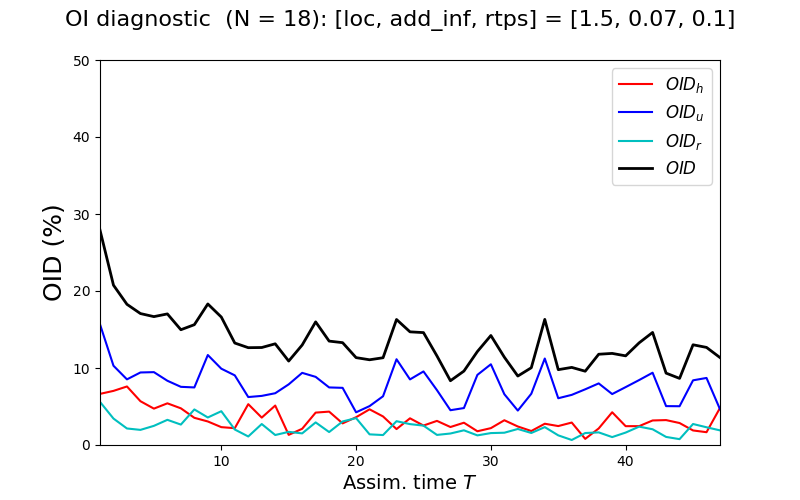 OI diagnostic (N = 18): [loc, add_inf, rtps] = [1.5, 0.07, 0.1]
50
40
30
20
10
0
OID (%)
OID_h
OID_u
OID_r
OID
10
20
30
40
Assim. time T